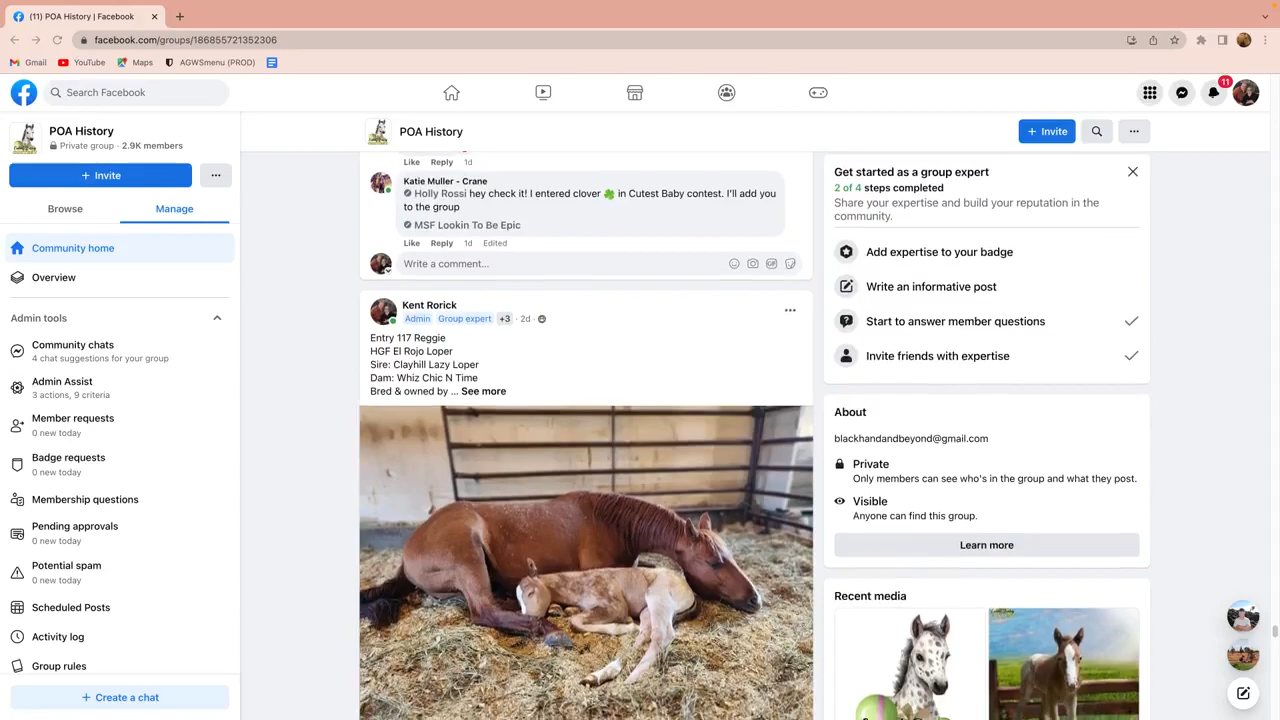 (11) POA History | Facebook
facebook.com/groups/186855721352306
Gmail
YouTube
Maps
AGWSmenu (PROD)
Search Facebook
11
POA History
Private group · 2.9K members
+ Invite
Browse
Manage
Community home
Overview
Admin tools
Community chats
4 chat suggestions for your group
Admin Assist
3 actions, 9 criteria
Member requests
0 new today
Badge requests
0 new today
Membership questions
Pending approvals
0 new today
Potential spam
0 new today
Scheduled Posts
Activity log
Group rules
+ Create a chat
POA History
+ Invite
Like Reply 1d
Katie Muller - Crane
Holly Rossi hey check it! I entered clover 🍀 in Cutest Baby contest. I'll add you
to the group
MSF Lookin To Be Epic
Like Reply 1d Edited
Write a comment...
GIF
Kent Rorick
Admin Group expert +3 · 2d ·
Entry 117 Reggie
HGF El Rojo Loper
Sire: Clayhill Lazy Loper
Dam: Whiz Chic N Time
Bred & owned by ... See more
Get started as a group expert
2 of 4 steps completed
Share your expertise and build your reputation in the
community.
Add expertise to your badge
Write an informative post
Start to answer member questions
Invite friends with expertise
About
blackhandandbeyond@gmail.com
Private
Only members can see who's in the group and what they post.
Visible
Anyone can find this group.
Learn more
Recent media